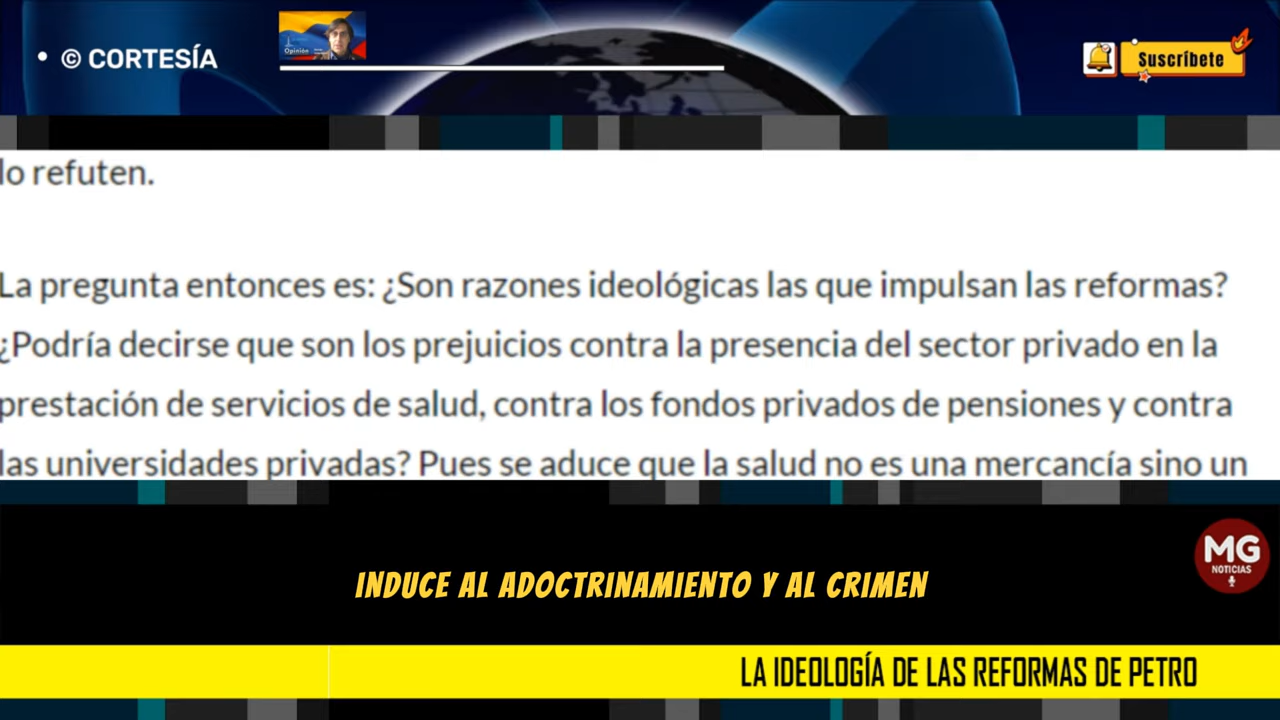 • © CORTESÍA
Opinión
Suscríbete
lo refuten.
La pregunta entonces es: ¿Son razones ideológicas las que impulsan las reformas?
¿Podría decirse que son los prejuicios contra la presencia del sector privado en la
prestación de servicios de salud, contra los fondos privados de pensiones y contra
las universidades privadas? Pues se aduce que la salud no es una mercancía sino un
INDUCE AL ADOCTRINAMIENTO Y AL CRIMEN
MG
NOTICIAS
LA IDEOLOGÍA DE LAS REFORMAS DE PETRO